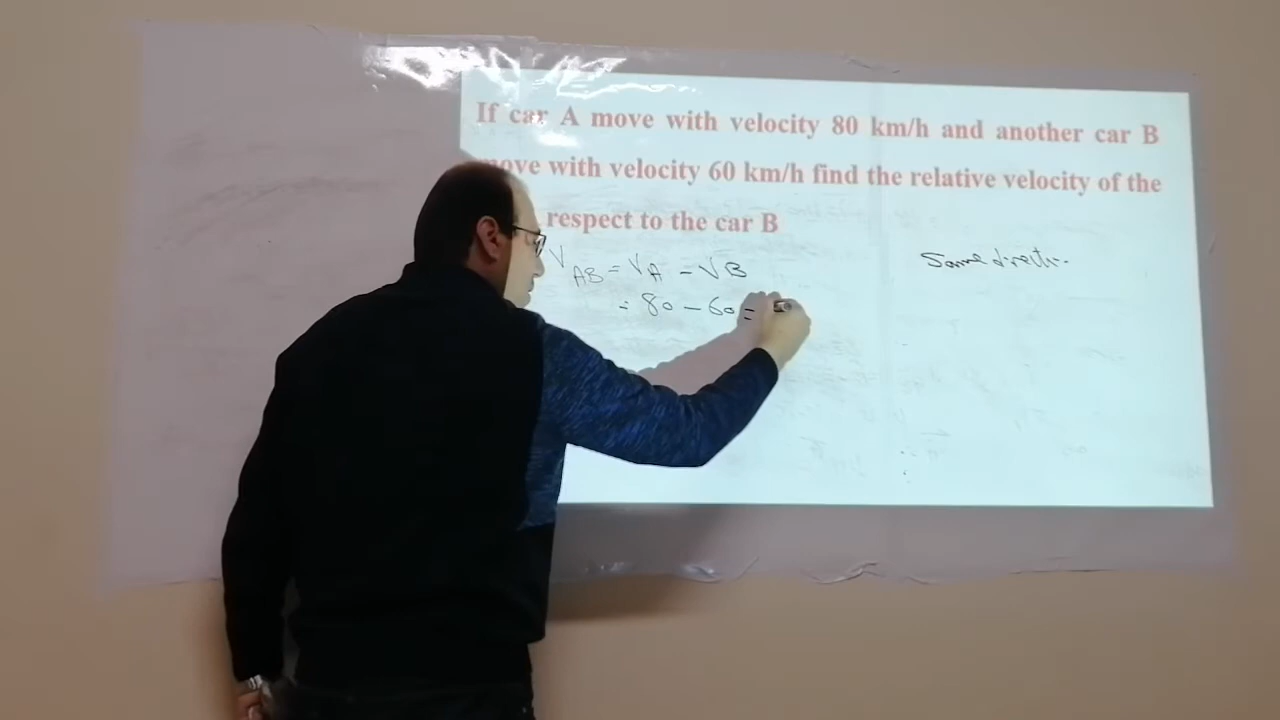 If car A move with velocity 80 km/h and another car B
move with velocity 60 km/h find the relative velocity of the
respect to the car B
V AB = VA - VB
= 80 - 60 =
Same